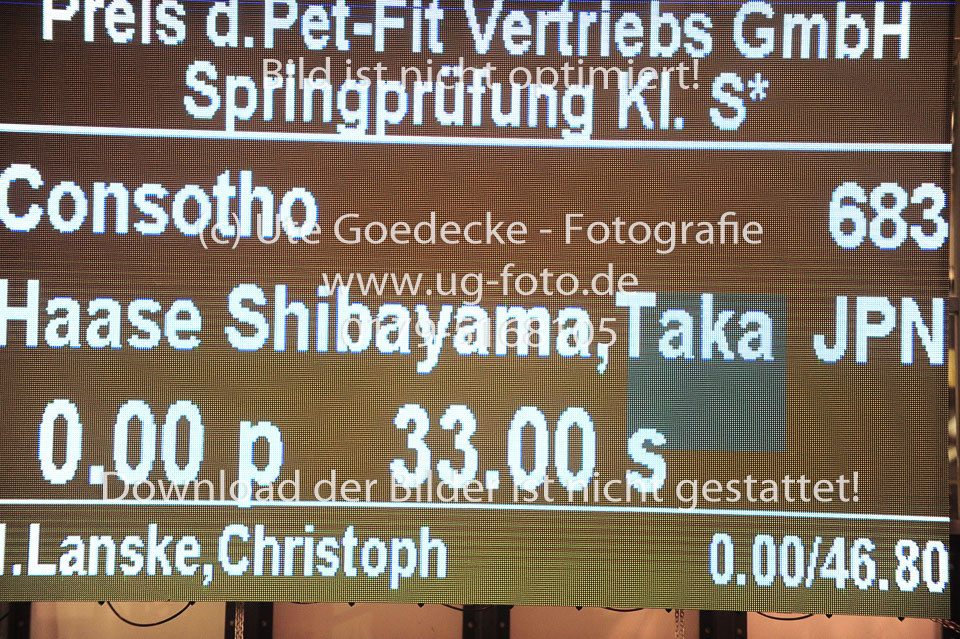 Preis d.Pet-Fit Vertriebs GmbH
Bild ist nicht optimiert!
Springprüfung Kl. S*
Consotho 683
(c) Ute Goedecke - Fotografie
www.ug-foto.de
Haase Shibayama,Taka JPN
0.00 p 33.00 s
Download der Bilder ist nicht gestattet!
1.Lanske,Christoph 0.00/46.80